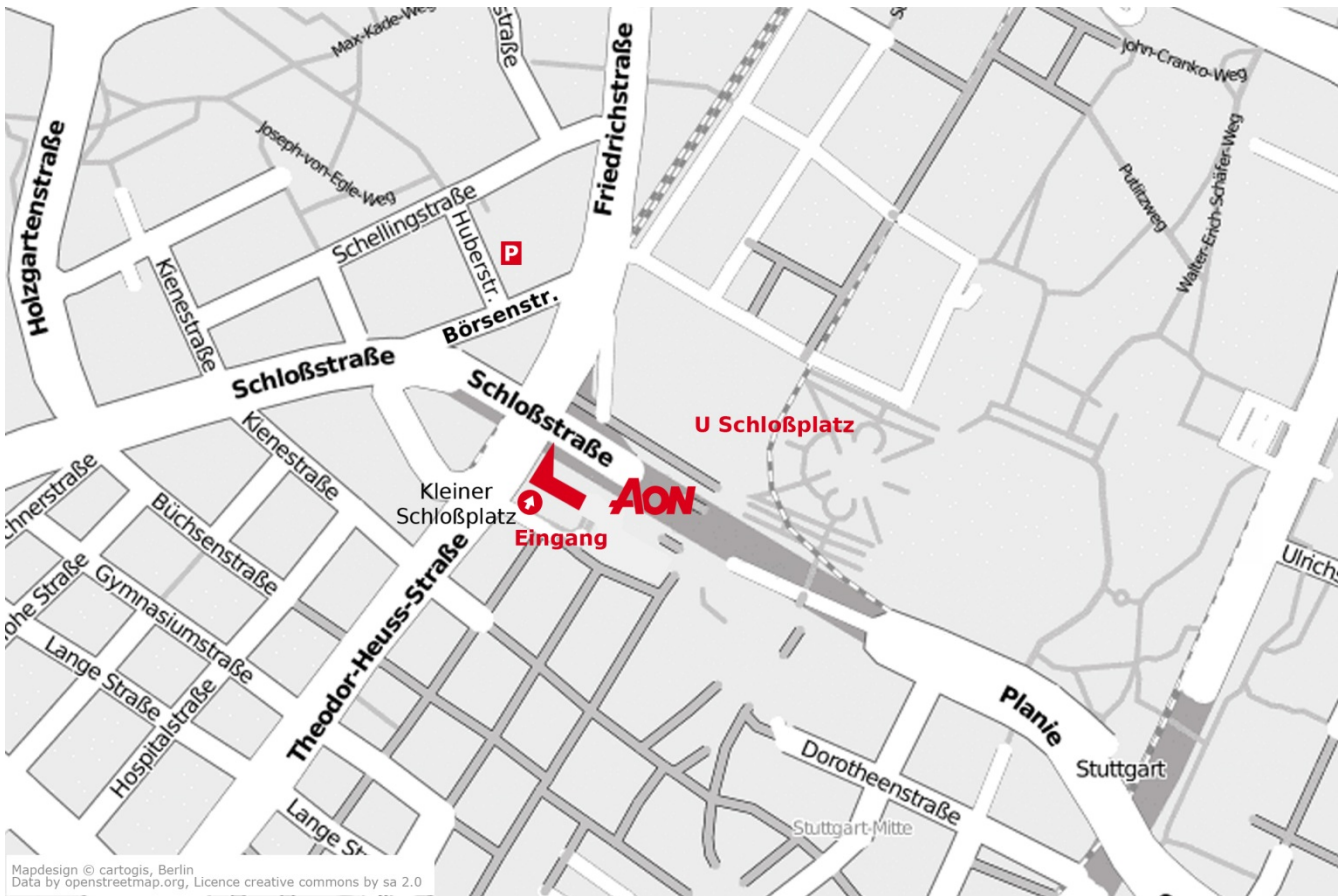 Max-Kade-Weg
straße
Friedrichstraße
John-Cranko-Weg
Holzgartenstraße
Joseph-von-Egle-Weg
Putlitzweg
Walter-Erich-Schäfer-Weg
Schellingstraße
Huberstr.
P
Kienestraße
Börsenstr.
Schloßstraße
Schloßstraße
U Schloßplatz
Kienestraße
Kleiner
Schloßplatz
AON
Eingang
chnerstraße
Büchsenstraße
Ulrichs
ohe Straße
Gymnasiumstraße
Theodor-Heuss-Straße
Lange Straße
Hospitalstraße
Planie
Dorotheenstraße
Stuttgart
Stuttgart-Mitte
Lange St
Mapdesign © cartogis, Berlin
Data by openstreetmap.org, Licence creative commons by sa 2.0